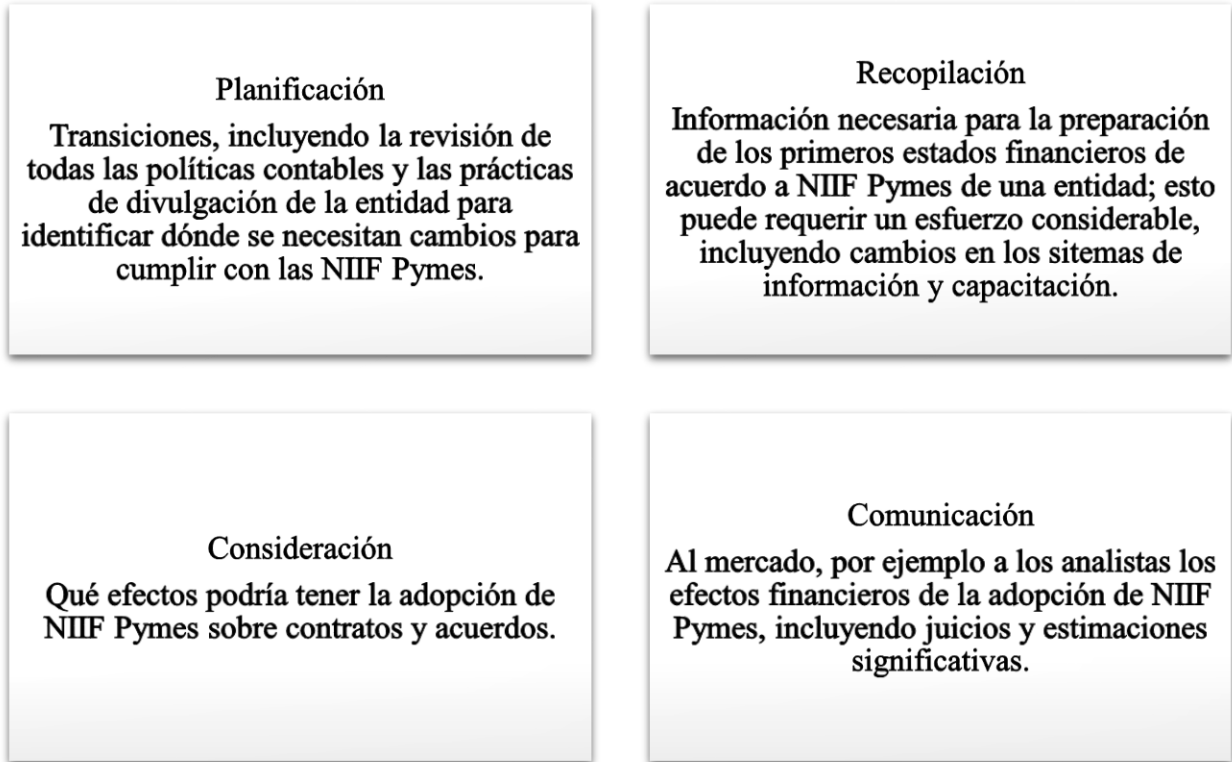 Planificación
Transiciones, incluyendo la revisión de
todas las políticas contables y las prácticas
de divulgación de la entidad para
identificar dónde se necesitan cambios para
cumplir con las NIIF Pymes.
Recopilación
Información necesaria para la preparación
de los primeros estados financieros de
acuerdo a NIIF Pymes de una entidad; esto
puede requerir un esfuerzo considerable,
incluyendo cambios en los sitemas de
información y capacitación.
Consideración
Qué efectos podría tener la adopción de
NIIF Pymes sobre contratos y acuerdos.
Comunicación
Al mercado, por ejemplo a los analistas los
efectos financieros de la adopción de NIIF
Pymes, incluyendo juicios y estimaciones
significativas.